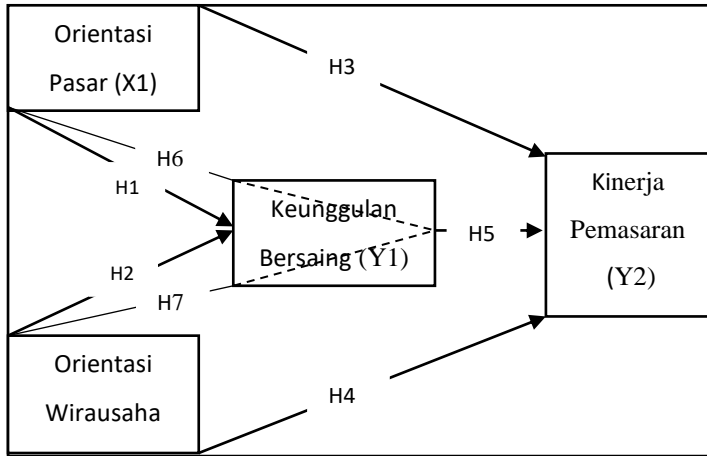 Orientasi
Pasar (X1)
H3
H6
H1
Keunggulan
Bersaing (Y1)
H5
Kinerja
Pemasaran
(Y2)
H2
H7
Orientasi
Wirausaha
H4